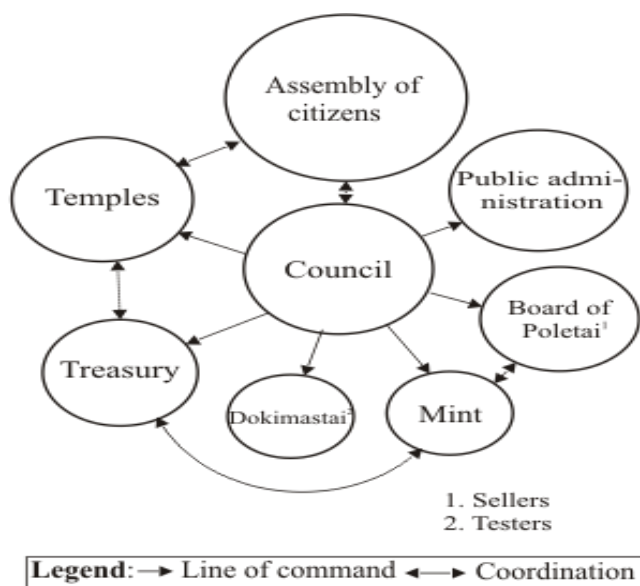 Assembly of
citizens
Temples
Public admi-
nistration
Council
Board of
Poletai¹
Treasury
Dokimastai²
Mint
1. Sellers
2. Testers
Legend: → Line of command ↔ Coordination